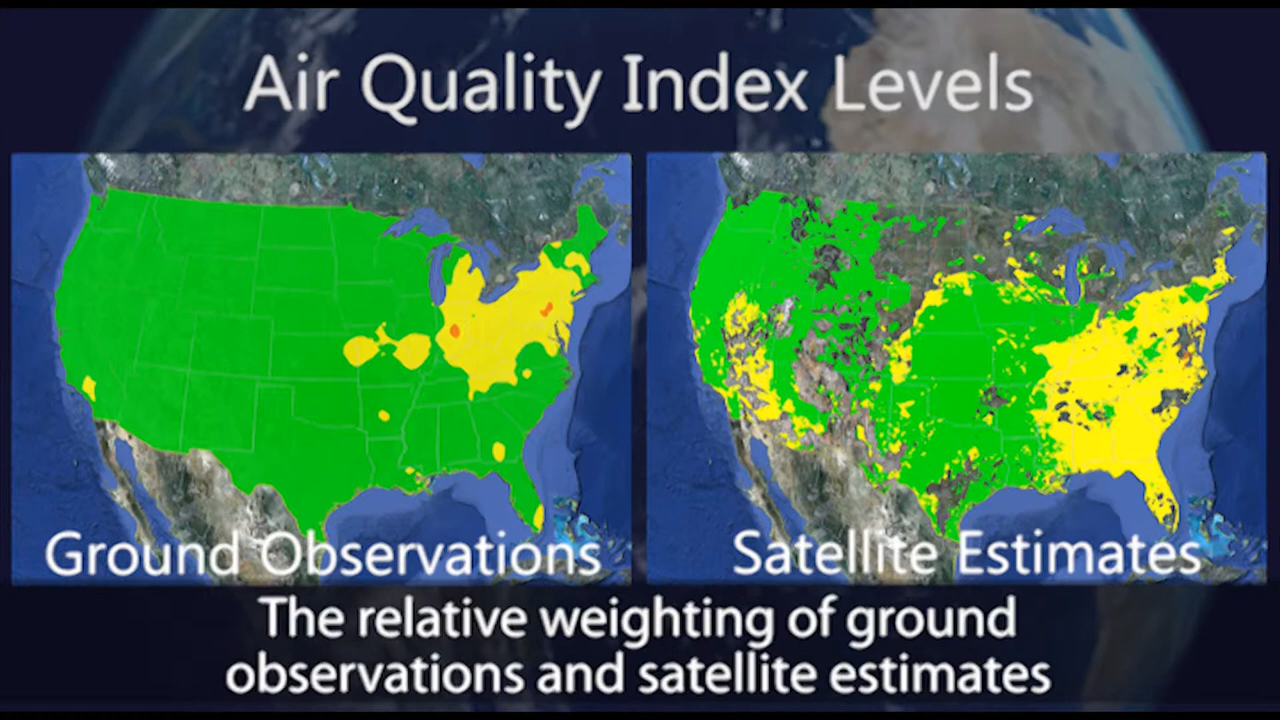 Air Quality Index Levels
Ground Observations
Satellite Estimates
The relative weighting of ground
observations and satellite estimates